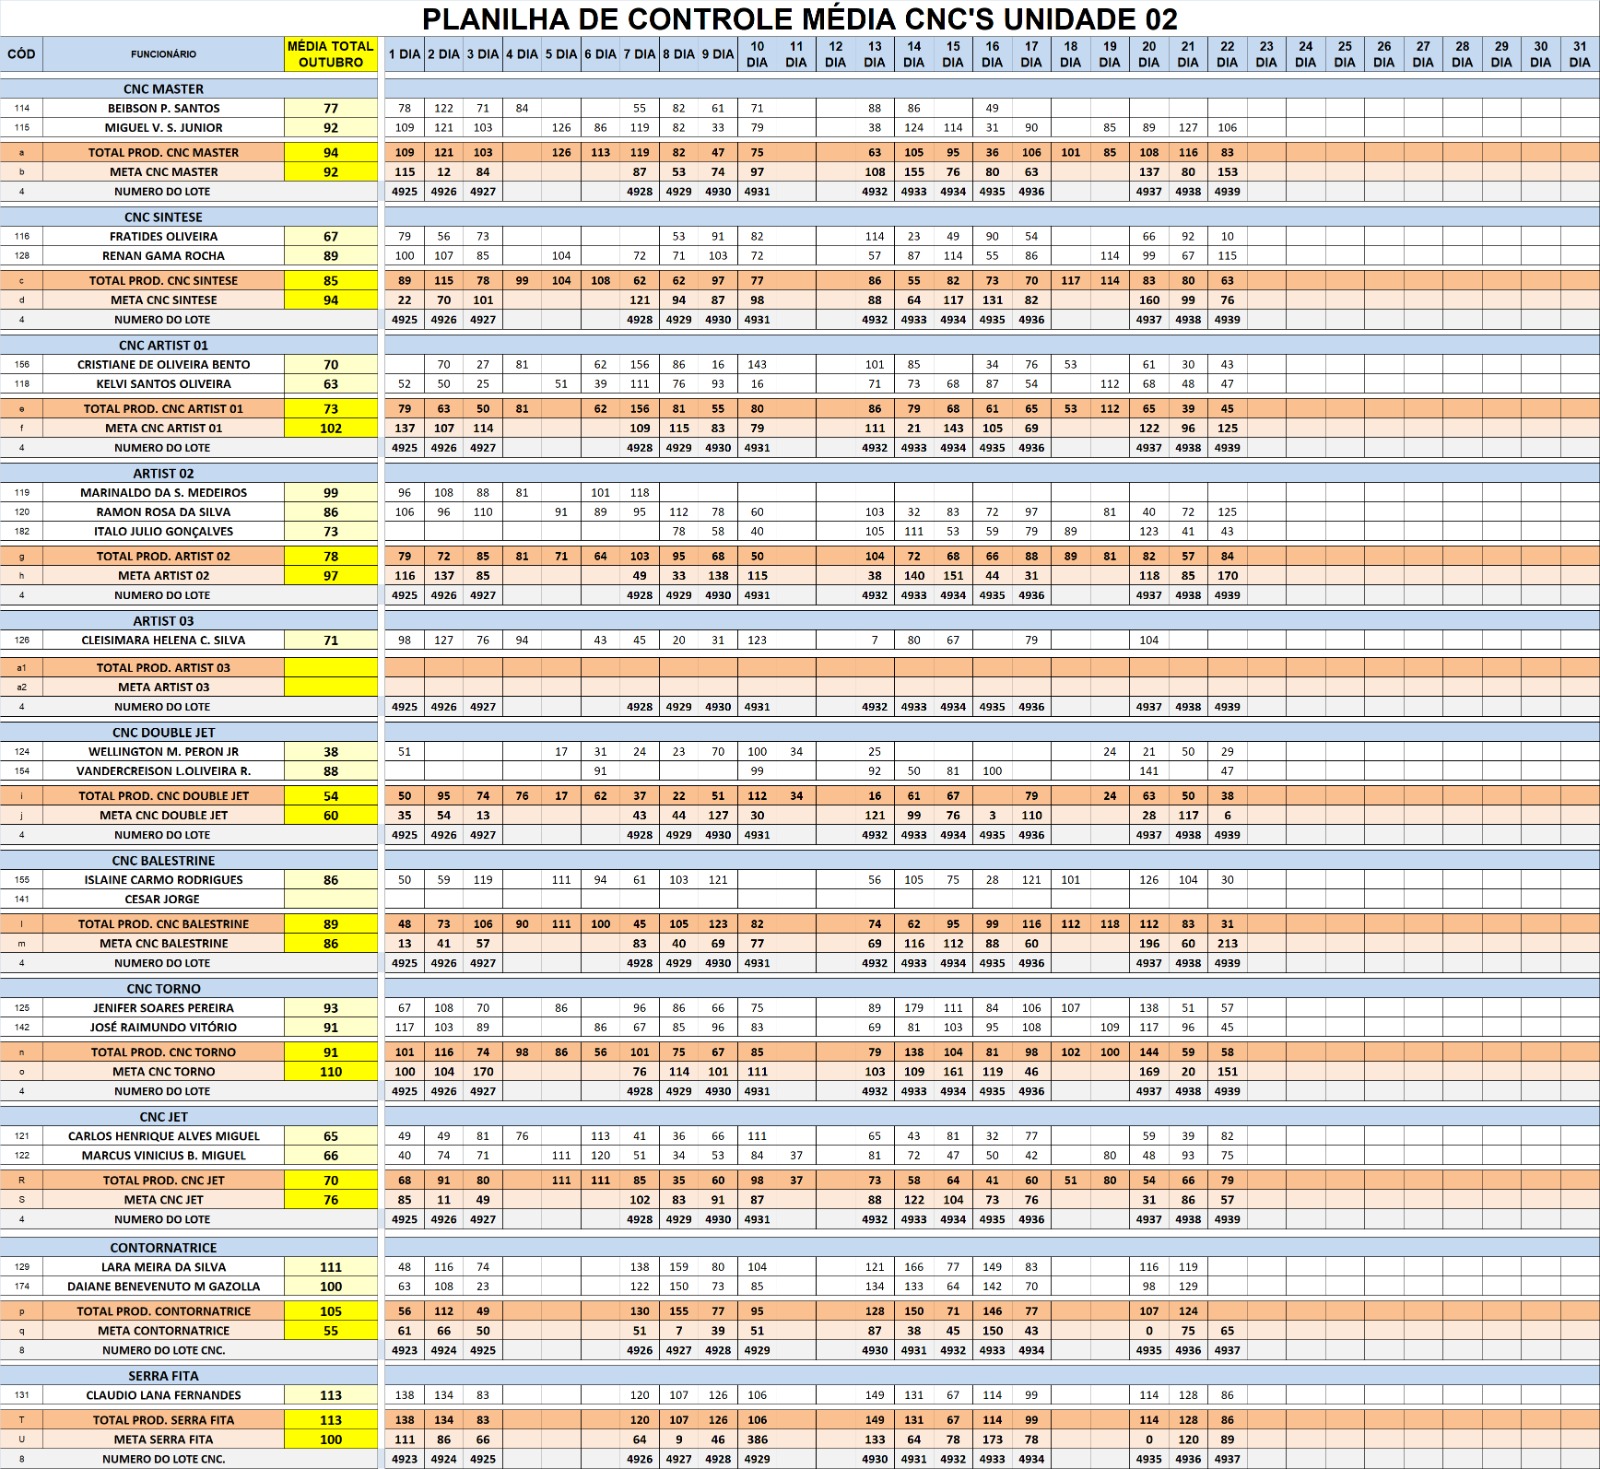 PLANILHA DE CONTROLE MÉDIA CNC'S UNIDADE 02
CÓD FUNCIONÁRIO MÉDIA TOTAL OUTUBRO 1 DIA 2 DIA 3 DIA 4 DIA 5 DIA 6 DIA 7 DIA 8 DIA 9 DIA 10 DIA 11 DIA 12 DIA 13 DIA 14 DIA 15 DIA 16 DIA 17 DIA 18 DIA 19 DIA 20 DIA 21 DIA 22 DIA 23 DIA 24 DIA 25 DIA 26 DIA 27 DIA 28 DIA 29 DIA 30 DIA 31 DIA
CNC MASTER
114 BEIBSON P. SANTOS 77 78 122 71 84 55 82 61 71 88 86 49
115 MIGUEL V. S. JUNIOR 92 109 121 103 126 86 119 82 33 79 38 124 114 31 90 85 89 127 106
a TOTAL PROD. CNC MASTER 94 109 121 103 126 113 119 82 47 75 63 105 95 36 106 101 85 108 116 83
b META CNC MASTER 92 115 12 84 87 53 74 97 108 155 76 80 63 137 80 153
4 NUMERO DO LOTE 4925 4926 4927 4928 4929 4930 4931 4932 4933 4934 4935 4936 4937 4938 4939
CNC SINTESE
116 FRATIDES OLIVEIRA 67 79 56 73 53 91 82 114 23 49 90 54 66 92 10
128 RENAN GAMA ROCHA 89 100 107 85 104 72 71 103 72 57 87 114 55 86 114 99 67 115
c TOTAL PROD. CNC SINTESE 85 89 115 78 99 104 108 62 62 97 77 86 55 82 73 70 117 114 83 80 63
d META CNC SINTESE 94 22 70 101 121 94 87 98 88 64 117 131 82 160 99 76
4 NUMERO DO LOTE 4925 4926 4927 4928 4929 4930 4931 4932 4933 4934 4935 4936 4937 4938 4939
CNC ARTIST 01
156 CRISTIANE DE OLIVEIRA BENTO 70 70 27 81 62 156 86 16 143 101 85 34 76 53 61 30 43
118 KELVI SANTOS OLIVEIRA 63 52 50 25 51 39 111 76 93 16 71 73 68 87 54 112 68 48 47
e TOTAL PROD. CNC ARTIST 01 73 79 63 50 81 62 156 81 55 80 86 79 68 61 65 53 112 65 39 45
f META CNC ARTIST 01 102 137 107 114 109 115 83 79 111 21 143 105 69 122 96 125
4 NUMERO DO LOTE 4925 4926 4927 4928 4929 4930 4931 4932 4933 4934 4935 4936 4937 4938 4939
ARTIST 02
119 MARINALDO DA S. MEDEIROS 99 96 108 88 81 101 118
120 RAMON ROSA DA SILVA 86 106 96 110 91 89 95 112 78 60 103 32 83 72 97 81 40 72 125
182 ITALO JULIO GONÇALVES 73 78 58 40 105 111 53 59 79 89 123 41 43
g TOTAL PROD. ARTIST 02 78 79 72 85 81 71 64 103 95 68 50 104 72 68 66 88 89 81 82 57 84
h META ARTIST 02 97 116 137 85 49 33 138 115 38 140 151 44 31 118 85 170
4 NUMERO DO LOTE 4925 4926 4927 4928 4929 4930 4931 4932 4933 4934 4935 4936 4937 4938 4939
ARTIST 03
126 CLEISIMARA HELENA C. SILVA 71 98 127 76 94 43 45 20 31 123 7 80 67 79 104
a1 TOTAL PROD. ARTIST 03
a2 META ARTIST 03
4 NUMERO DO LOTE 4925 4926 4927 4928 4929 4930 4931 4932 4933 4934 4935 4936 4937 4938 4939
CNC DOUBLE JET
124 WELLINGTON M. PERON JR 38 51 17 31 24 23 70 100 34 25 24 21 50 29
154 VANDERCREISON L.OLIVEIRA R. 88 91 99 92 50 81 100 141 47
i TOTAL PROD. CNC DOUBLE JET 54 50 95 74 76 17 62 37 22 51 112 34 16 61 67 79 24 63 50 38
j META CNC DOUBLE JET 60 35 54 13 43 44 127 30 121 99 76 3 110 28 117 6
4 NUMERO DO LOTE 4925 4926 4927 4928 4929 4930 4931 4932 4933 4934 4935 4936 4937 4938 4939
CNC BALESTRINE
155 ISLAINE CARMO RODRIGUES 86 50 59 119 111 94 61 103 121 56 105 75 28 121 101 126 104 30
141 CESAR JORGE
l TOTAL PROD. CNC BALESTRINE 89 48 73 106 90 111 100 45 105 123 82 74 62 95 99 116 112 118 112 83 31
m META CNC BALESTRINE 86 13 41 57 83 40 69 77 69 116 112 88 60 196 60 213
4 NUMERO DO LOTE 4925 4926 4927 4928 4929 4930 4931 4932 4933 4934 4935 4936 4937 4938 4939
CNC TORNO
125 JENIFER SOARES PEREIRA 93 67 108 70 86 96 86 66 75 89 179 111 84 106 107 138 51 57
142 JOSÉ RAIMUNDO VITÓRIO 91 117 103 89 86 67 85 96 83 69 81 103 95 108 109 117 96 45
n TOTAL PROD. CNC TORNO 91 101 116 74 98 86 56 101 75 67 85 79 138 104 81 98 102 100 144 59 58
o META CNC TORNO 110 100 104 170 76 114 101 111 103 109 161 119 46 169 20 151
4 NUMERO DO LOTE 4925 4926 4927 4928 4929 4930 4931 4932 4933 4934 4935 4936 4937 4938 4939
CNC JET
121 CARLOS HENRIQUE ALVES MIGUEL 65 49 49 81 76 113 41 36 66 111 65 43 81 32 77 59 39 82
122 MARCUS VINICIUS B. MIGUEL 66 40 74 71 111 120 51 34 53 84 37 81 72 47 50 42 80 48 93 75
R TOTAL PROD. CNC JET 70 68 91 80 111 111 85 35 60 98 37 73 58 64 41 60 51 80 54 66 79
S META CNC JET 76 85 11 49 102 83 91 87 88 122 104 73 76 31 86 57
4 NUMERO DO LOTE 4925 4926 4927 4928 4929 4930 4931 4932 4933 4934 4935 4936 4937 4938 4939
CONTORNATRICE
129 LARA MEIRA DA SILVA 111 48 116 74 138 159 80 104 121 166 77 149 83 116 119
174 DAIANE BENEVENUTO M GAZOLLA 100 63 108 23 122 150 73 85 134 133 64 142 70 98 129
p TOTAL PROD. CONTORNATRICE 105 56 112 49 130 155 77 95 128 150 71 146 77 107 124
q META CONTORNATRICE 55 61 66 50 51 7 39 51 87 38 45 150 43 0 75 65
8 NUMERO DO LOTE CNC. 4923 4924 4925 4926 4927 4928 4929 4930 4931 4932 4933 4934 4935 4936 4937
SERRA FITA
131 CLAUDIO LANA FERNANDES 113 138 134 83 120 107 126 106 149 131 67 114 99 114 128 86
T TOTAL PROD. SERRA FITA 113 138 134 83 120 107 126 106 149 131 67 114 99 114 128 86
U META SERRA FITA 100 111 86 66 64 9 46 386 133 64 78 173 78 0 120 89
8 NUMERO DO LOTE CNC. 4923 4924 4925 4926 4927 4928 4929 4930 4931 4932 4933 4934 4935 4936 4937